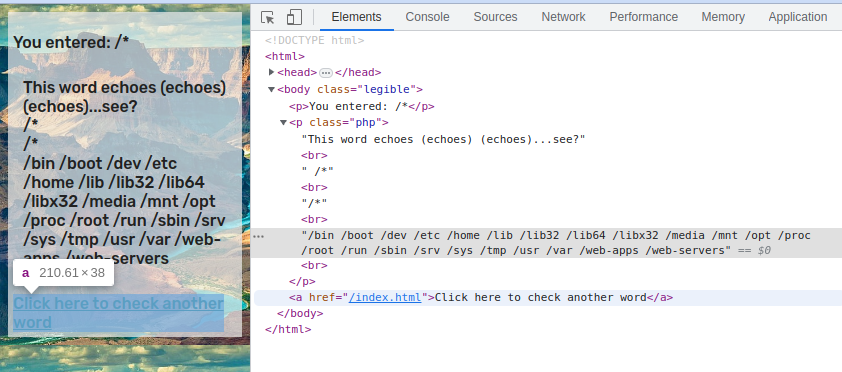 You entered: /*
This word echoes (echoes)
(echoes)...see?
/*
/*
/bin /boot /dev /etc
/home /lib /lib32 /lib64
/libx32 /media /mnt /opt
/proc /root /run /sbin /srv
/sys /tmp /usr /var /web-
apps /web-servers
a 210.61 × 38
Click here to check another
word
Elements Console Sources Network Performance Memory Application
<!DOCTYPE html>
<html>
<head>…</head>
<body class="legible">
<p>You entered: /*</p>
<p class="php">
"This word echoes (echoes) (echoes)...see?"
<br>
" /*"
<br>
"/*"
<br>
"/bin /boot /dev /etc /home /lib /lib32 /lib64 /libx32 /media /mnt /opt /proc
/root /run /sbin /srv /sys /tmp /usr /var /web-apps /web-servers" == $0
<br>
</p>
<a href="/index.html">Click here to check another word</a>
</body>
</html>